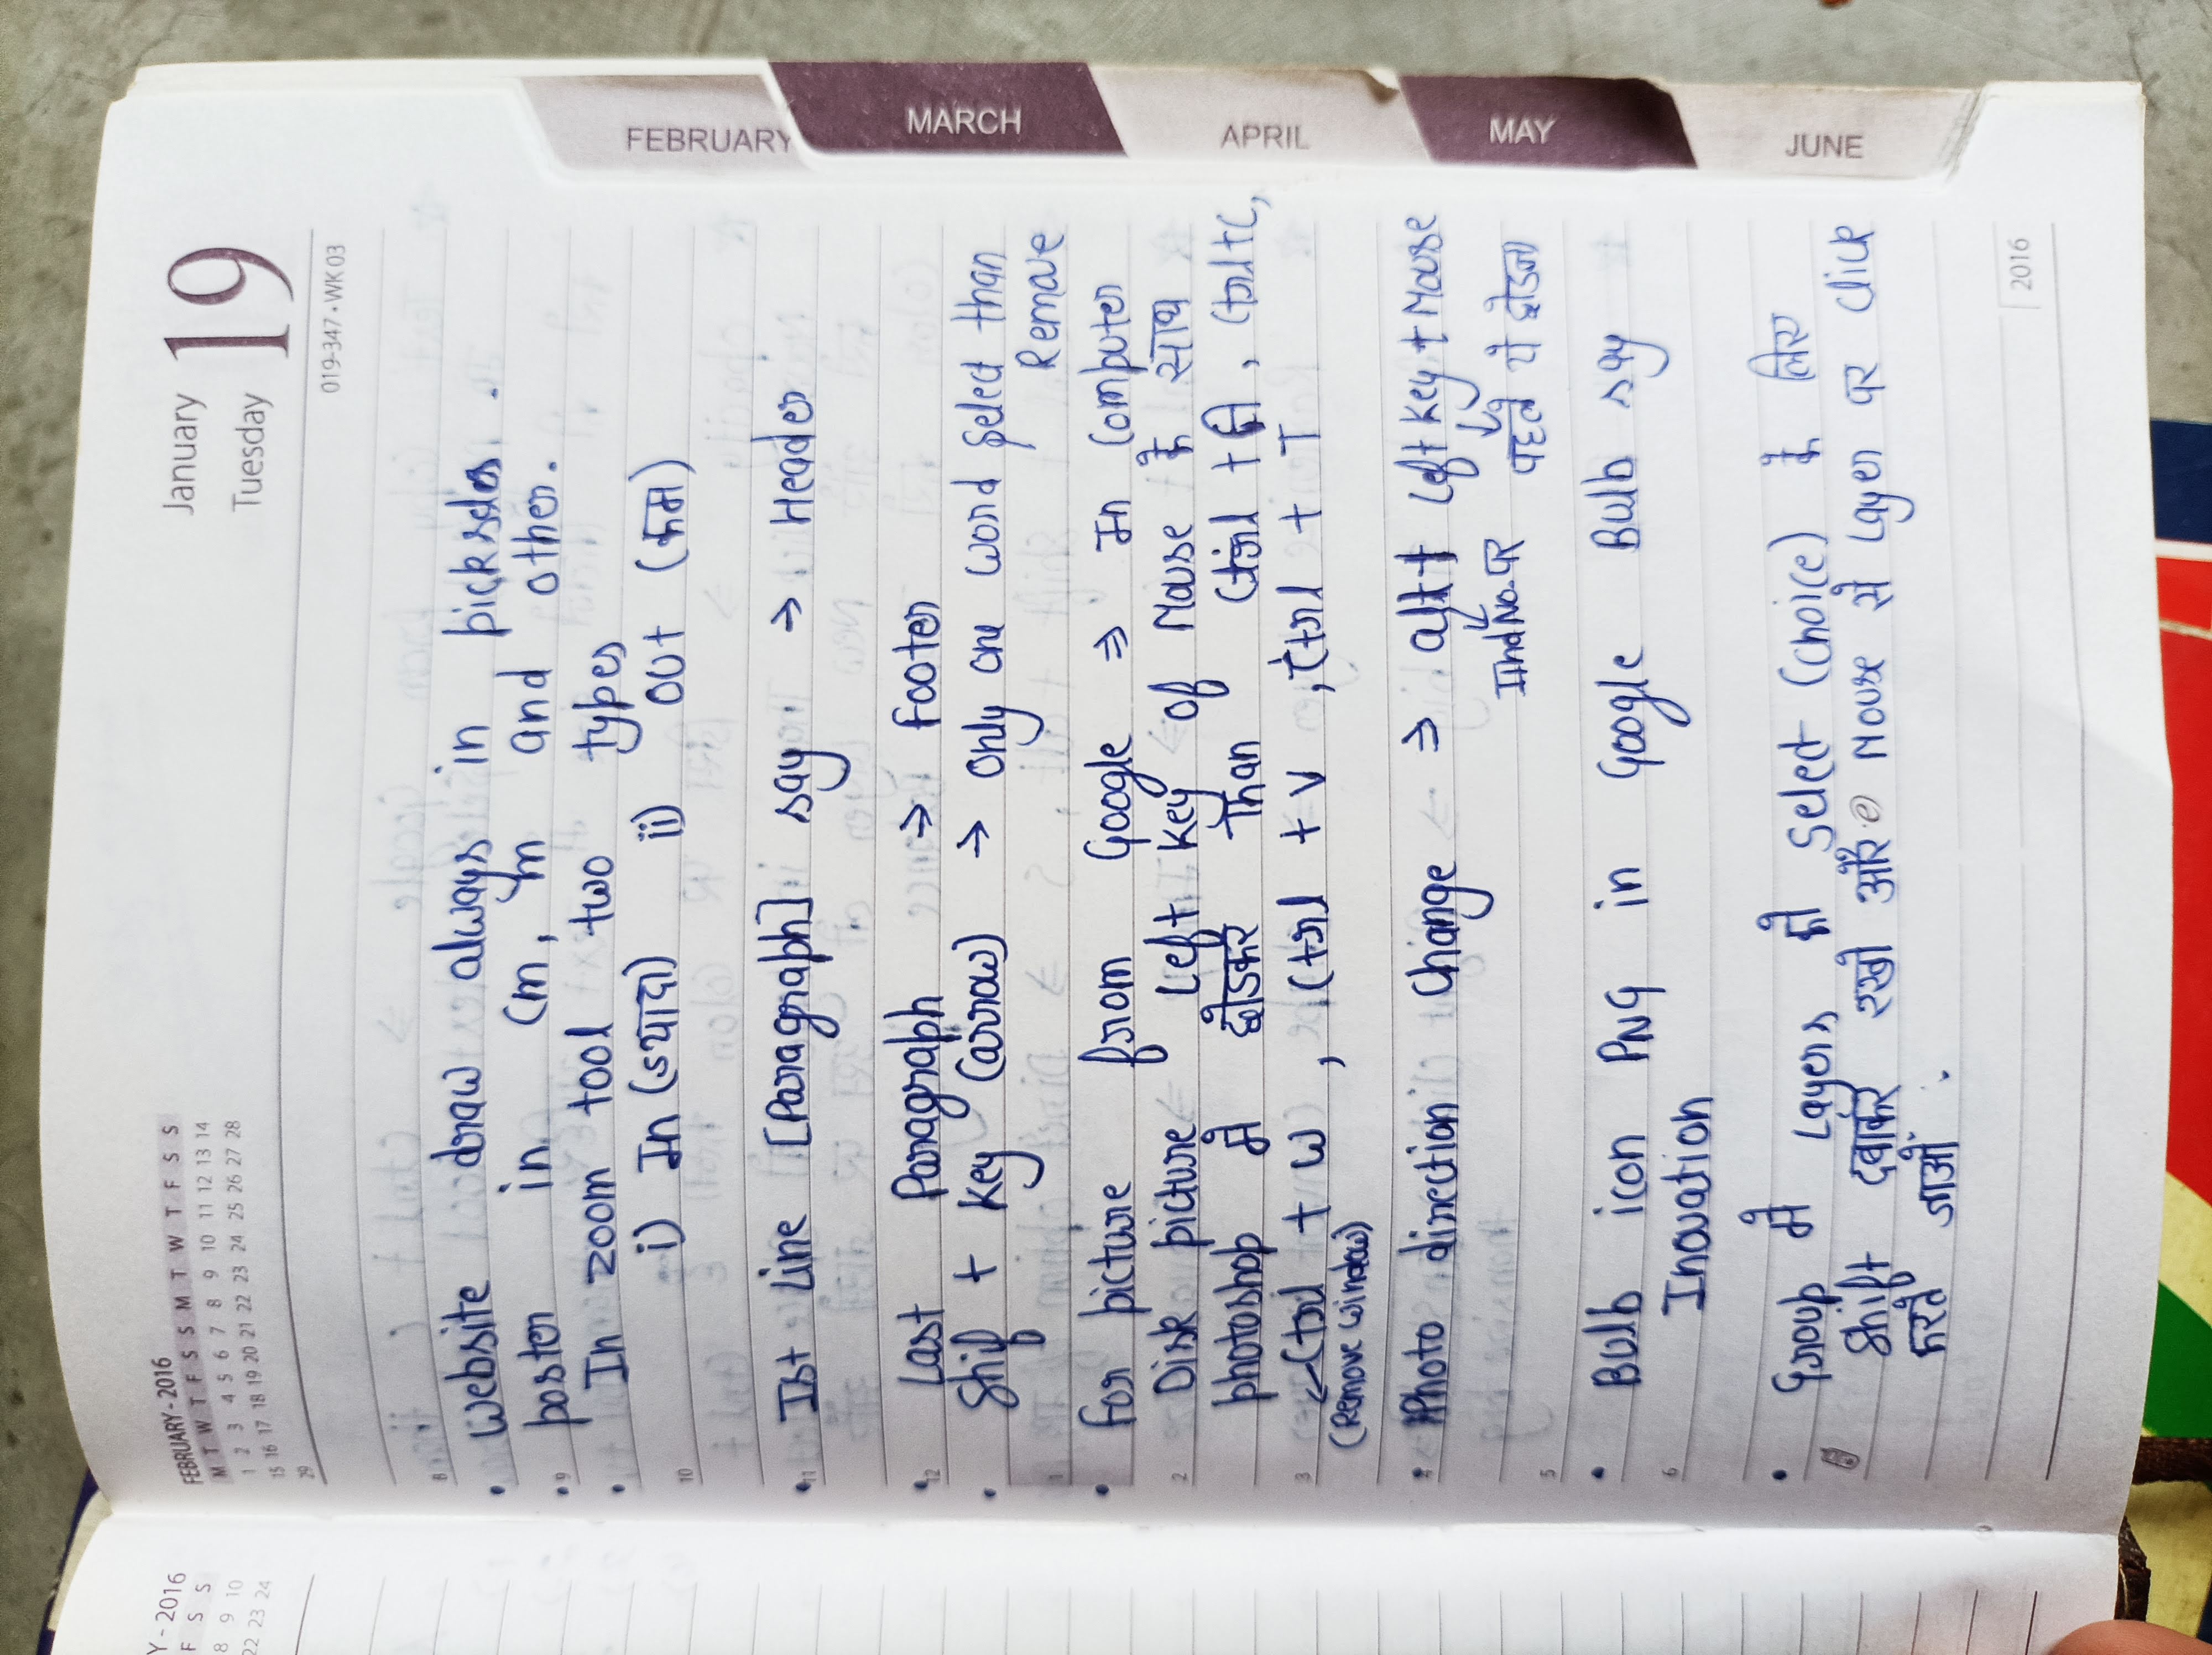 Y - 2016
F S S
8 9 10
22 23 24
FEBRUARY - 2016
M T W T F S S M T W T F S S
1 2 3 4 5 6 7 8 9 10 11 12 13 14
15 16 17 18 19 20 21 22 23 24 25 26 27 28
29
January
Tuesday
19
019-347 • WK 03
8
• website draw always in picksels .
9
• poster in cm, m and other.
• In zoom tool two types
i) In (ज्यादा) ii) out (कम)
10
11
• Ist Line [Paragraph] say → Header
12
• Last Paragraph → Footer
• Shif + Key (arrow) → only one word select than
Remove
1
• For picture from Google ⇒ In Computer
2
Disk picture Left Key of Mouse के साथ
photoshop मे छोडकर Than Ctrl + , Ctrl+C,
3
←Ctrl + W , Ctrl + V , Ctrl + T
(Remove window)
4
• Photo direction Change ⇒ alt + Left Key + Mouse
↓ ↓
IInd No. पर पहले ये छोडना
5
• Bulb icon PNG in Google Bulb say
6
Inovation
• Group मे Layers को Select (choice) के लिए
Shift दबाकर रखो और Mouse से Layer पर click
करते जाओं .
2016
FEBRUARY
MARCH
APRIL
MAY
JUNE